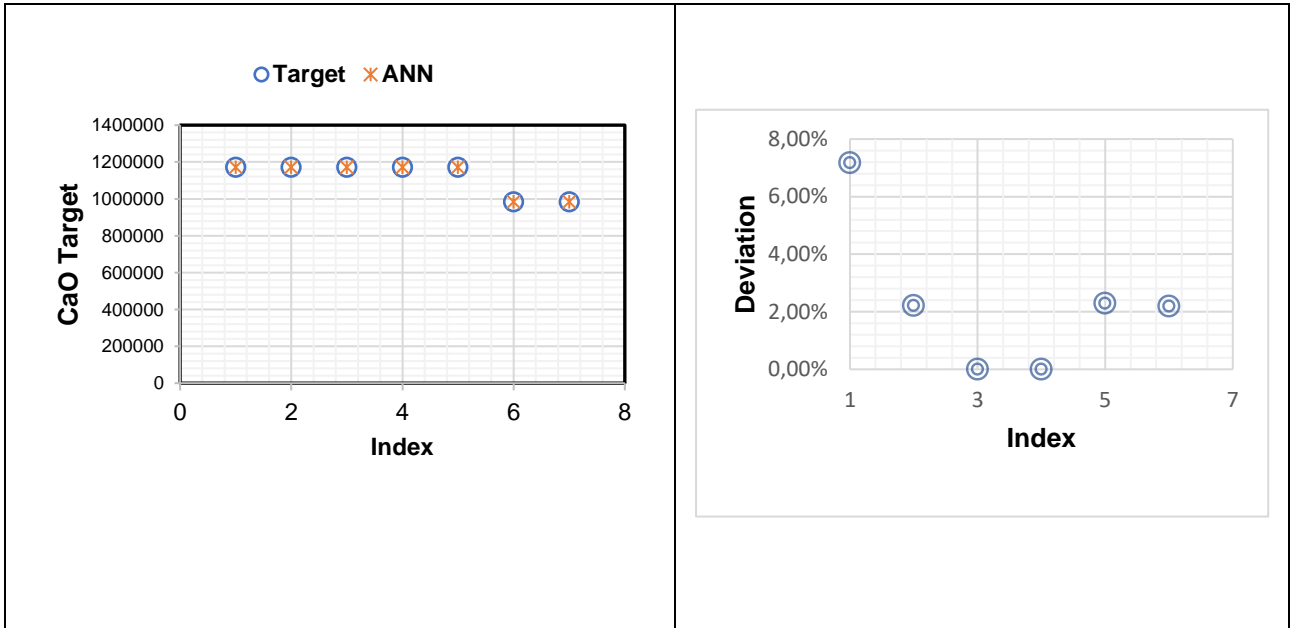 Target ANN
1400000
1200000
1000000
800000
600000
400000
200000
0
CaO Target
0 2 4 6 8
Index
8,00%
6,00%
4,00%
2,00%
0,00%
Deviation
1 3 5 7
Index